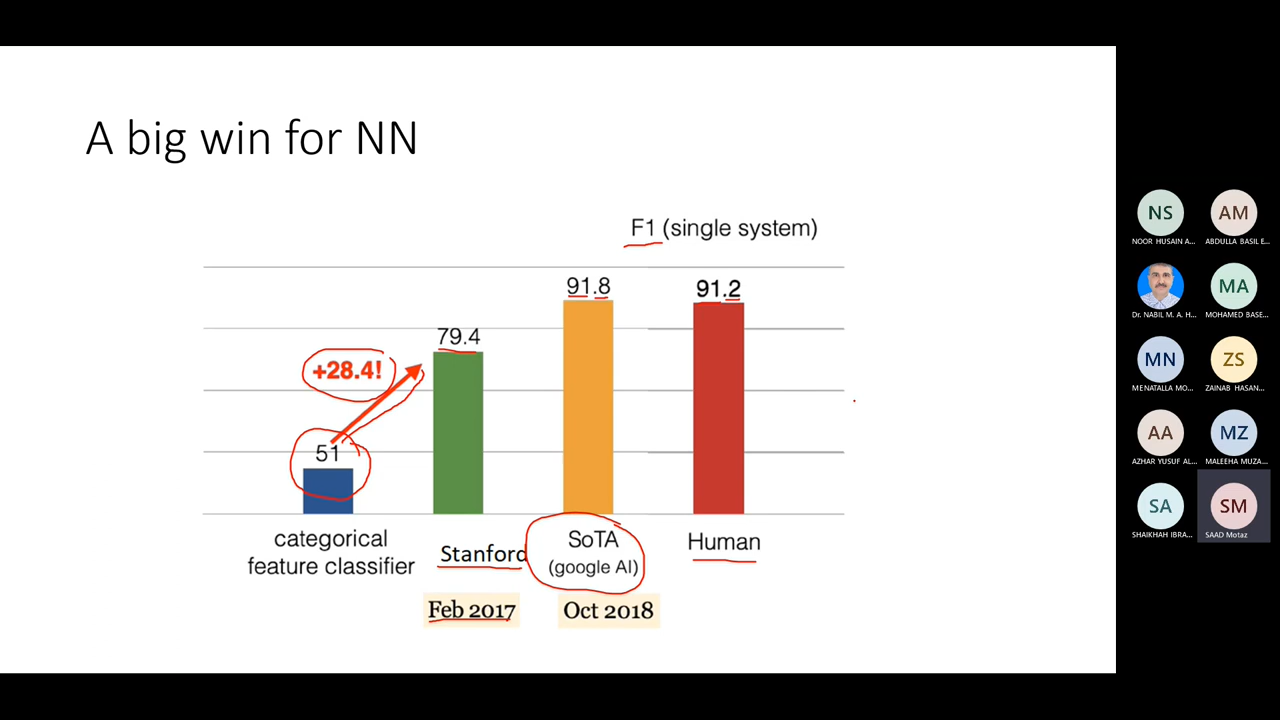 A big win for NN
F1 (single system)
91.8
91.2
79.4
+28.4!
51
categorical
feature classifier
Stanford
SoTA
(google AI)
Human
Feb 2017
Oct 2018
NS
AM
NOOR HUSAIN A...
ABDULLA BASIL E...
MA
Dr. NABIL M. A. H...
MOHAMED BASE...
MN
ZS
MENATALLA MO...
ZAINAB HASAN...
AA
MZ
AZHAR YUSUF AL...
MALEEHA MUZA...
SA
SM
SHAIKHAH IBRA...
SAAD Motaz